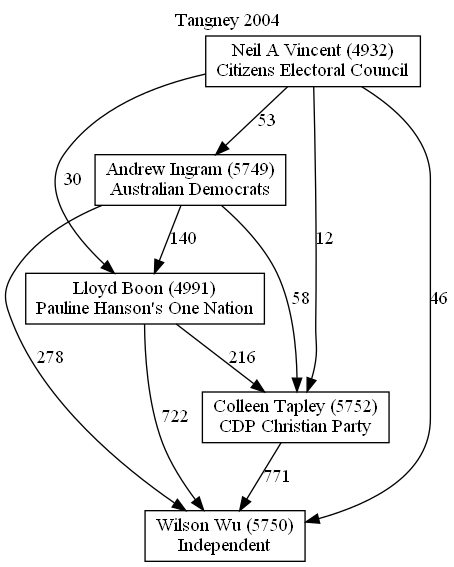 Tangney 2004
Neil A Vincent (4932)
Citizens Electoral Council
53
Andrew Ingram (5749)
Australian Democrats
30
140
12
Lloyd Boon (4991)
Pauline Hanson's One Nation
58
46
278
216
Colleen Tapley (5752)
CDP Christian Party
722
771
Wilson Wu (5750)
Independent